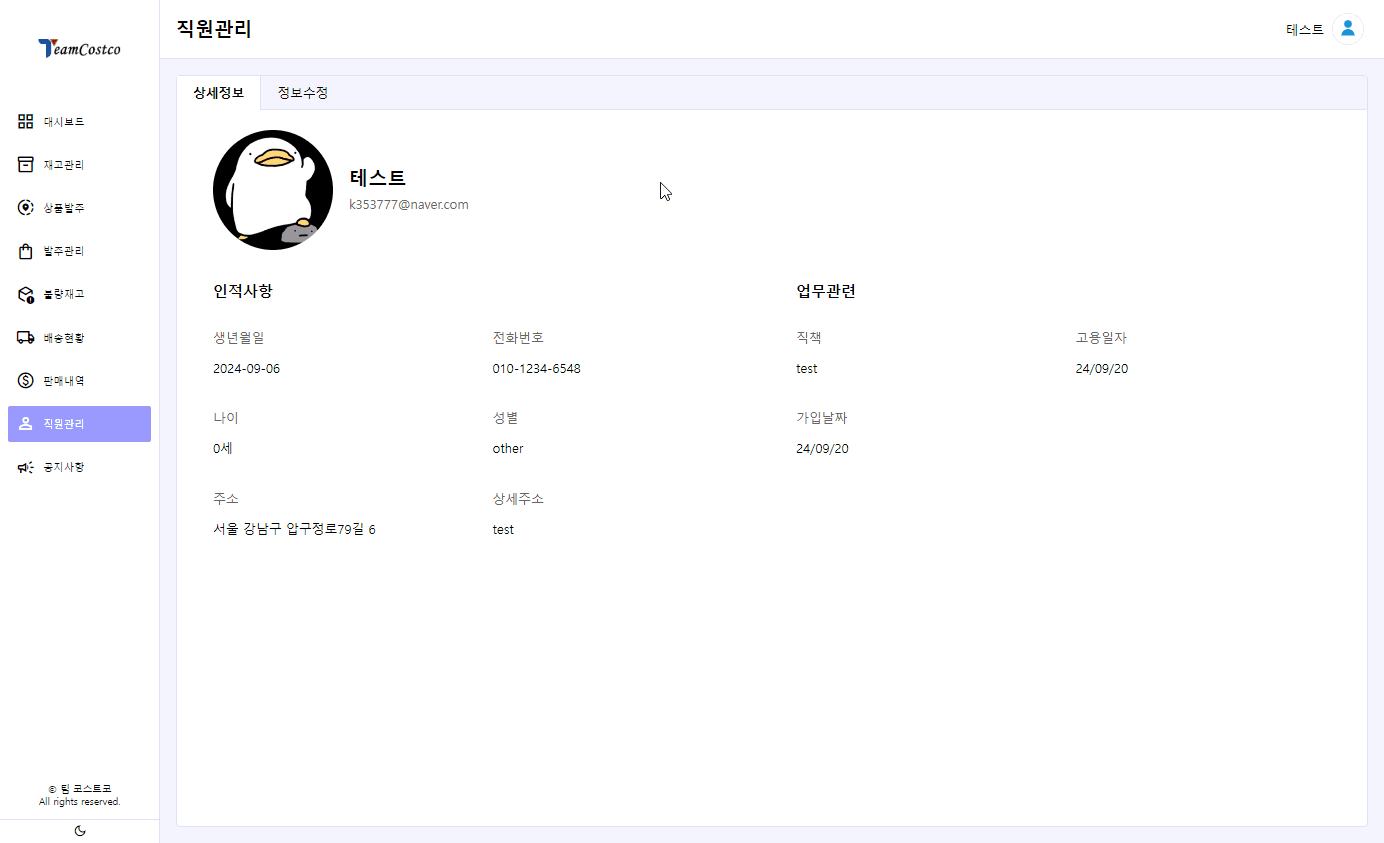 TeamCostco
대시보드
재고관리
상품발주
발주관리
불량재고
배송현황
판매내역
직원관리
공지사항
© 팀 코스트코
All rights reserved.
직원관리
테스트
상세정보 정보수정
테스트
k353777@naver.com
인적사항
생년월일 전화번호
2024-09-06 010-1234-6548
나이 성별
0세 other
주소 상세주소
서울 강남구 압구정로79길 6 test
업무관련
직책 고용일자
test 24/09/20
가입날짜
24/09/20